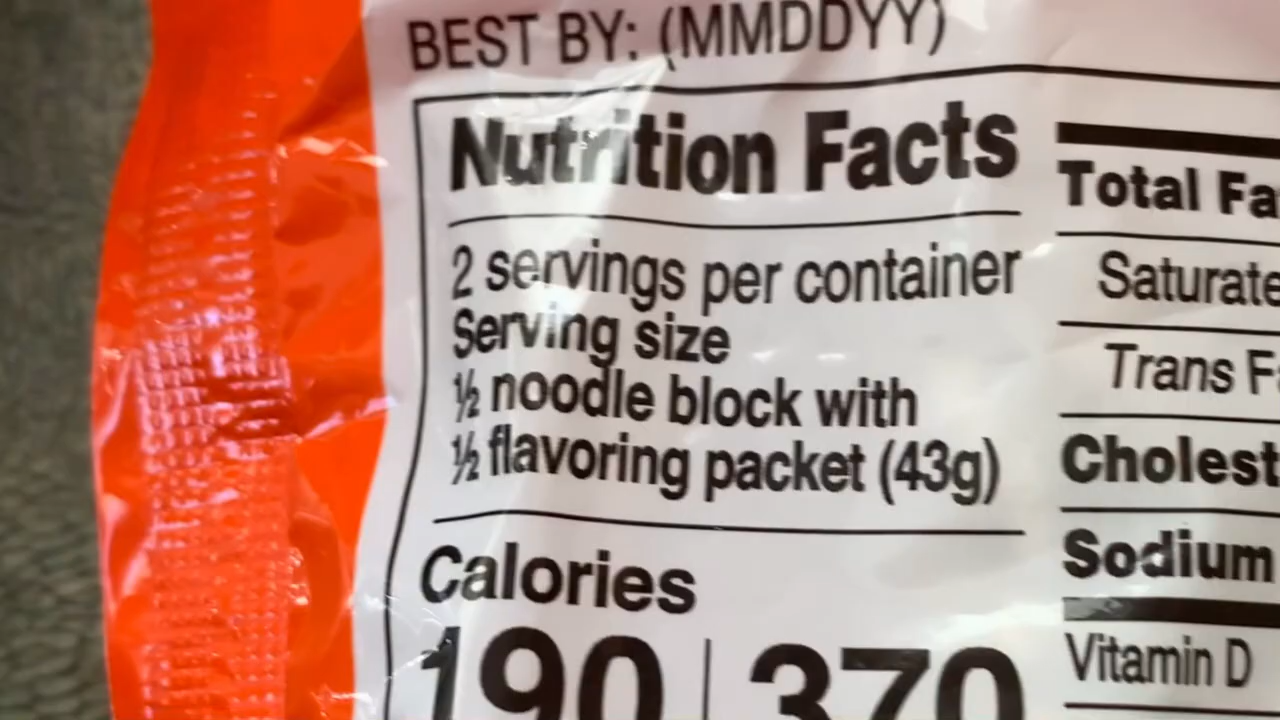 BEST BY: (MMDDYY)
Nutrition Facts
2 servings per container
Serving size
½ noodle block with
½ flavoring packet (43g)
Calories
190 | 370
Total Fa
Saturate
Trans F
Cholest
Sodium
Vitamin D